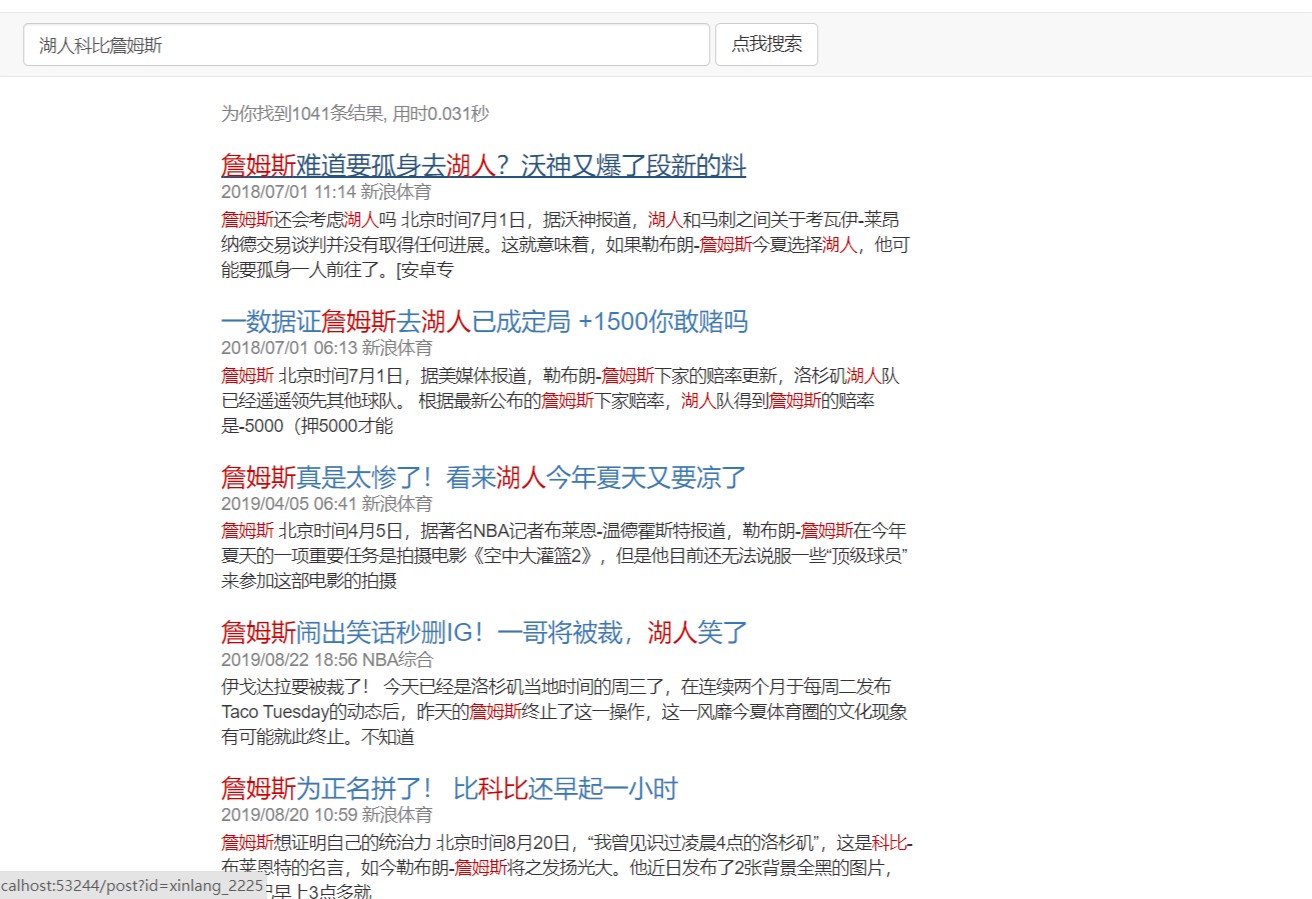 湖人科比詹姆斯
点我搜索
为你找到1041条结果, 用时0.031秒
詹姆斯难道要孤身去湖人？沃神又爆了段新的料
2018/07/01 11:14 新浪体育
詹姆斯还会考虑湖人吗 北京时间7月1日，据沃神报道，湖人和马刺之间关于考瓦伊-莱昂
纳德交易谈判并没有取得任何进展。这就意味着，如果勒布朗-詹姆斯今夏选择湖人，他可
能要孤身一人前往了。[安卓专
一数据证詹姆斯去湖人已成定局 +1500你敢赌吗
2018/07/01 06:13 新浪体育
詹姆斯 北京时间7月1日，据美媒体报道，勒布朗-詹姆斯下家的赔率更新，洛杉矶湖人队
已经遥遥领先其他球队。 根据最新公布的詹姆斯下家赔率，湖人队得到詹姆斯的赔率
是-5000（押5000才能
詹姆斯真是太惨了！看来湖人今年夏天又要凉了
2019/04/05 06:41 新浪体育
詹姆斯 北京时间4月5日，据著名NBA记者布莱恩-温德霍斯特报道，勒布朗-詹姆斯在今年
夏天的一项重要任务是拍摄电影《空中大灌篮2》，但是他目前还无法说服一些“顶级球员”
来参加这部电影的拍摄
詹姆斯闹出笑话秒删IG！一哥将被裁，湖人笑了
2019/08/22 18:56 NBA综合
伊戈达拉要被裁了！ 今天已经是洛杉矶当地时间的周三了，在连续两个月于每周二发布
Taco Tuesday的动态后，昨天的詹姆斯终止了这一操作，这一风靡今夏体育圈的文化现象
有可能就此终止。不知道
詹姆斯为正名拼了！ 比科比还早起一小时
2019/08/20 10:59 新浪体育
詹姆斯想证明自己的统治力 北京时间8月20日，“我曾见识过凌晨4点的洛杉矶”，这是科比-
布莱恩特的名言，如今勒布朗-詹姆斯将之发扬光大。他近日发布了2张背景全黑的图片，
早上3点多就
calhost:53244/post?id=xinlang_2225